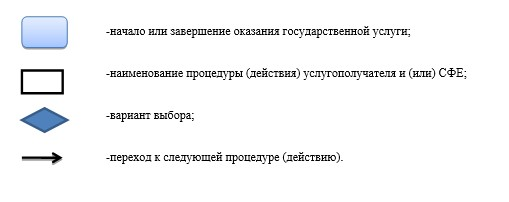 -начало или завершение оказания государственной услуги;
-наименование процедуры (действия) услугополучателя и (или) СФЕ;
-вариант выбора;
-переход к следующей процедуре (действию).